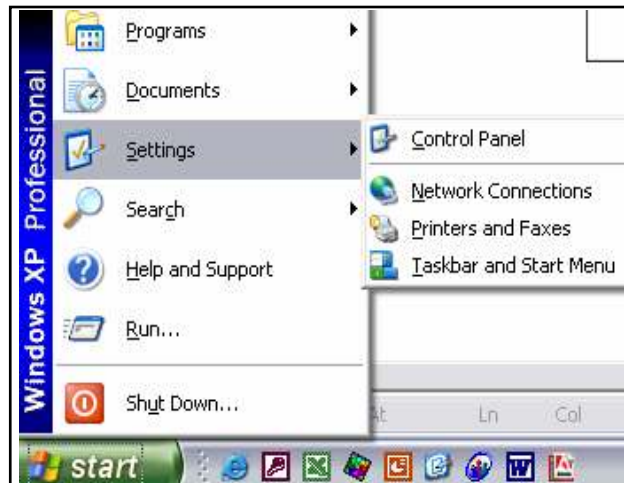 Windows XP Professional
Programs
Documents
Settings
Search
Help and Support
Run...
Shut Down...
Control Panel
Network Connections
Printers and Faxes
Taskbar and Start Menu
At Ln Col
start